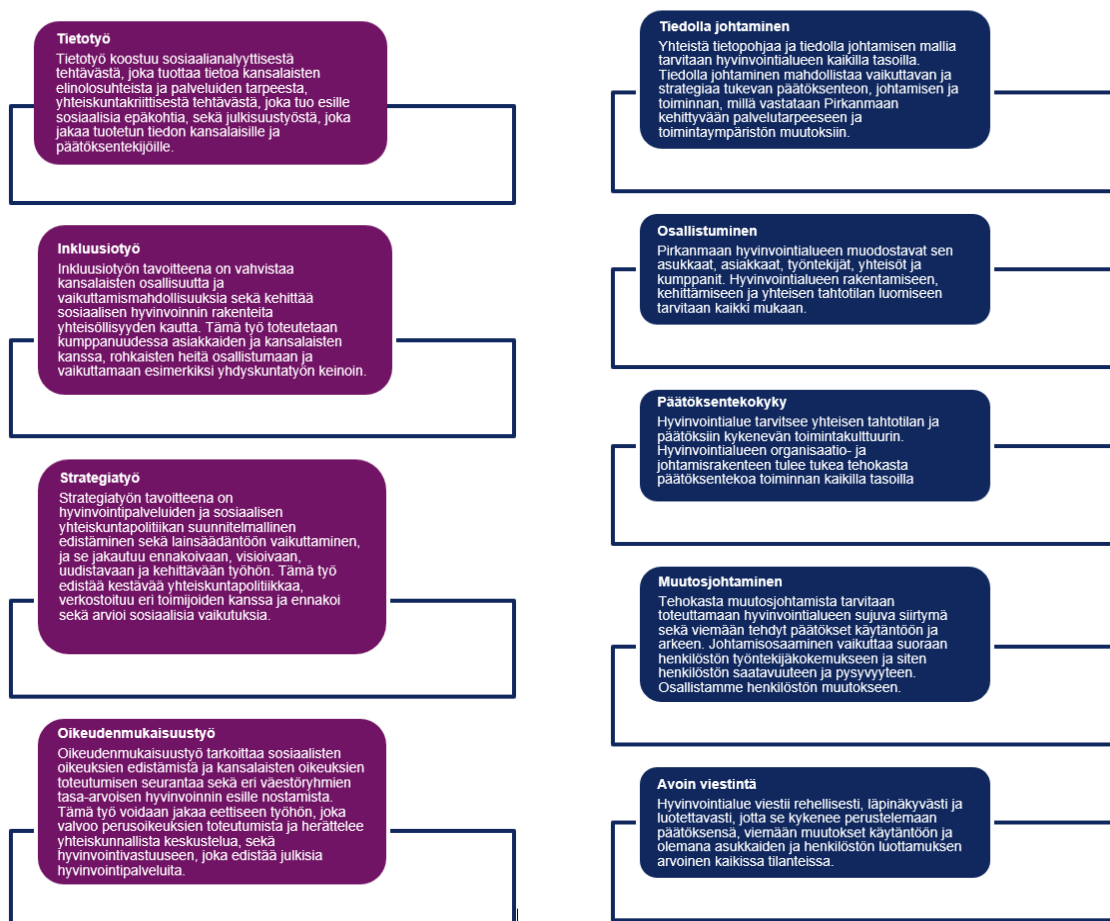 Tietotyö
Tietotyö koostuu sosiaalianalyyttisestä
tehtävästä, joka tuottaa tietoa kansalaisten
elinolosuhteista ja palveluiden tarpeesta,
yhteiskuntakriittisestä tehtävästä, joka tuo esille
sosiaalisia epäkohtia, sekä julkisuustyöstä, joka
jakaa tuotetun tiedon kansalaisille ja
päätöksentekijöille.
Inkluusiotyö
Inkluusiotyön tavoitteena on vahvistaa
kansalaisten osallisuutta ja
vaikuttamismahdollisuuksia sekä kehittää
sosiaalisen hyvinvoinnin rakenteita
yhteisöllisyyden kautta. Tämä työ toteutetaan
kumppanuudessa asiakkaiden ja kansalaisten
kanssa, rohkaisten heitä osallistumaan ja
vaikuttamaan esimerkiksi yhdyskuntatyön keinoin.
Strategiatyö
Strategiatyön tavoitteena on
hyvinvointipalveluiden ja sosiaalisen
yhteiskuntapolitiikan suunnitelmallinen
edistäminen sekä lainsäädäntöön vaikuttaminen,
ja se jakautuu ennakoivaan, visioivaan,
uudistavaan ja kehittävään työhön. Tämä työ
edistää kestävää yhteiskuntapolitiikkaa,
verkostoituu eri toimijoiden kanssa ja ennakoi
sekä arvioi sosiaalisia vaikutuksia.
Oikeudenmukaisuustyö
Oikeudenmukaisuustyö tarkoittaa sosiaalisten
oikeuksien edistämistä ja kansalaisten oikeuksien
toteutumisen seurantaa sekä eri väestöryhmien
tasa-arvoisen hyvinvoinnin esille nostamista.
Tämä työ voidaan jakaa eettiseen työhön, joka
valvoo perusoikeuksien toteutumista ja herättelee
yhteiskunnallista keskustelua, sekä
hyvinvointivastuuseen, joka edistää julkisia
hyvinvointipalveluita.
Tiedolla johtaminen
Yhteistä tietopohjaa ja tiedolla johtamisen mallia
tarvitaan hyvinvointialueen kaikilla tasoilla.
Tiedolla johtaminen mahdollistaa vaikuttavan ja
strategiaa tukevan päätöksenteon, johtamisen ja
toiminnan, millä vastataan Pirkanmaan
kehittyvään palvelutarpeeseen ja
toimintaympäristön muutoksiin.
Osallistuminen
Pirkanmaan hyvinvointialueen muodostavat sen
asukkaat, asiakkaat, työntekijät, yhteisöt ja
kumppanit. Hyvinvointialueen rakentamiseen,
kehittämiseen ja yhteisen tahtotilan luomiseen
tarvitaan kaikki mukaan.
Päätöksentekokyky
Hyvinvointialue tarvitsee yhteisen tahtotilan ja
päätöksiin kykenevän toimintakulttuurin.
Hyvinvointialueen organisaatio- ja
johtamisrakenteen tulee tukea tehokasta
päätöksentekoa toiminnan kaikilla tasoilla
Muutosjohtaminen
Tehokasta muutosjohtamista tarvitaan
toteuttamaan hyvinvointialueen sujuva siirtymä
sekä viemään tehdyt päätökset käytäntöön ja
arkeen. Johtamisosaaminen vaikuttaa suoraan
henkilöstön työntekijäkokemukseen ja siten
henkilöstön saatavuuteen ja pysyvyyteen.
Osallistamme henkilöstön muutokseen.
Avoin viestintä
Hyvinvointialue viestii rehellisesti, läpinäkyvästi ja
luotettavasti, jotta se kykenee perustelemaan
päätöksensä, viemään muutokset käytäntöön ja
olemana asukkaiden ja henkilöstön luottamuksen
arvoinen kaikissa tilanteissa.